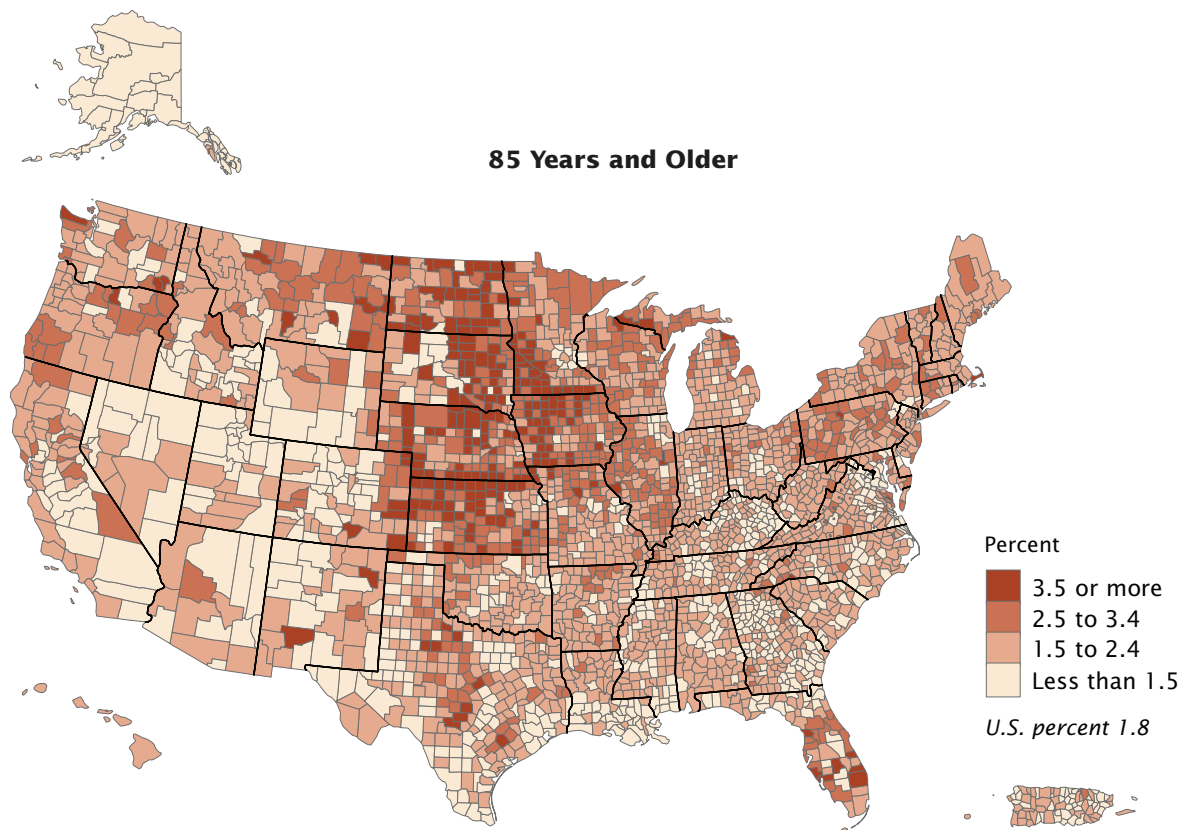 85 Years and Older
Percent
3.5 or more
2.5 to 3.4
1.5 to 2.4
Less than 1.5
U.S. percent 1.8